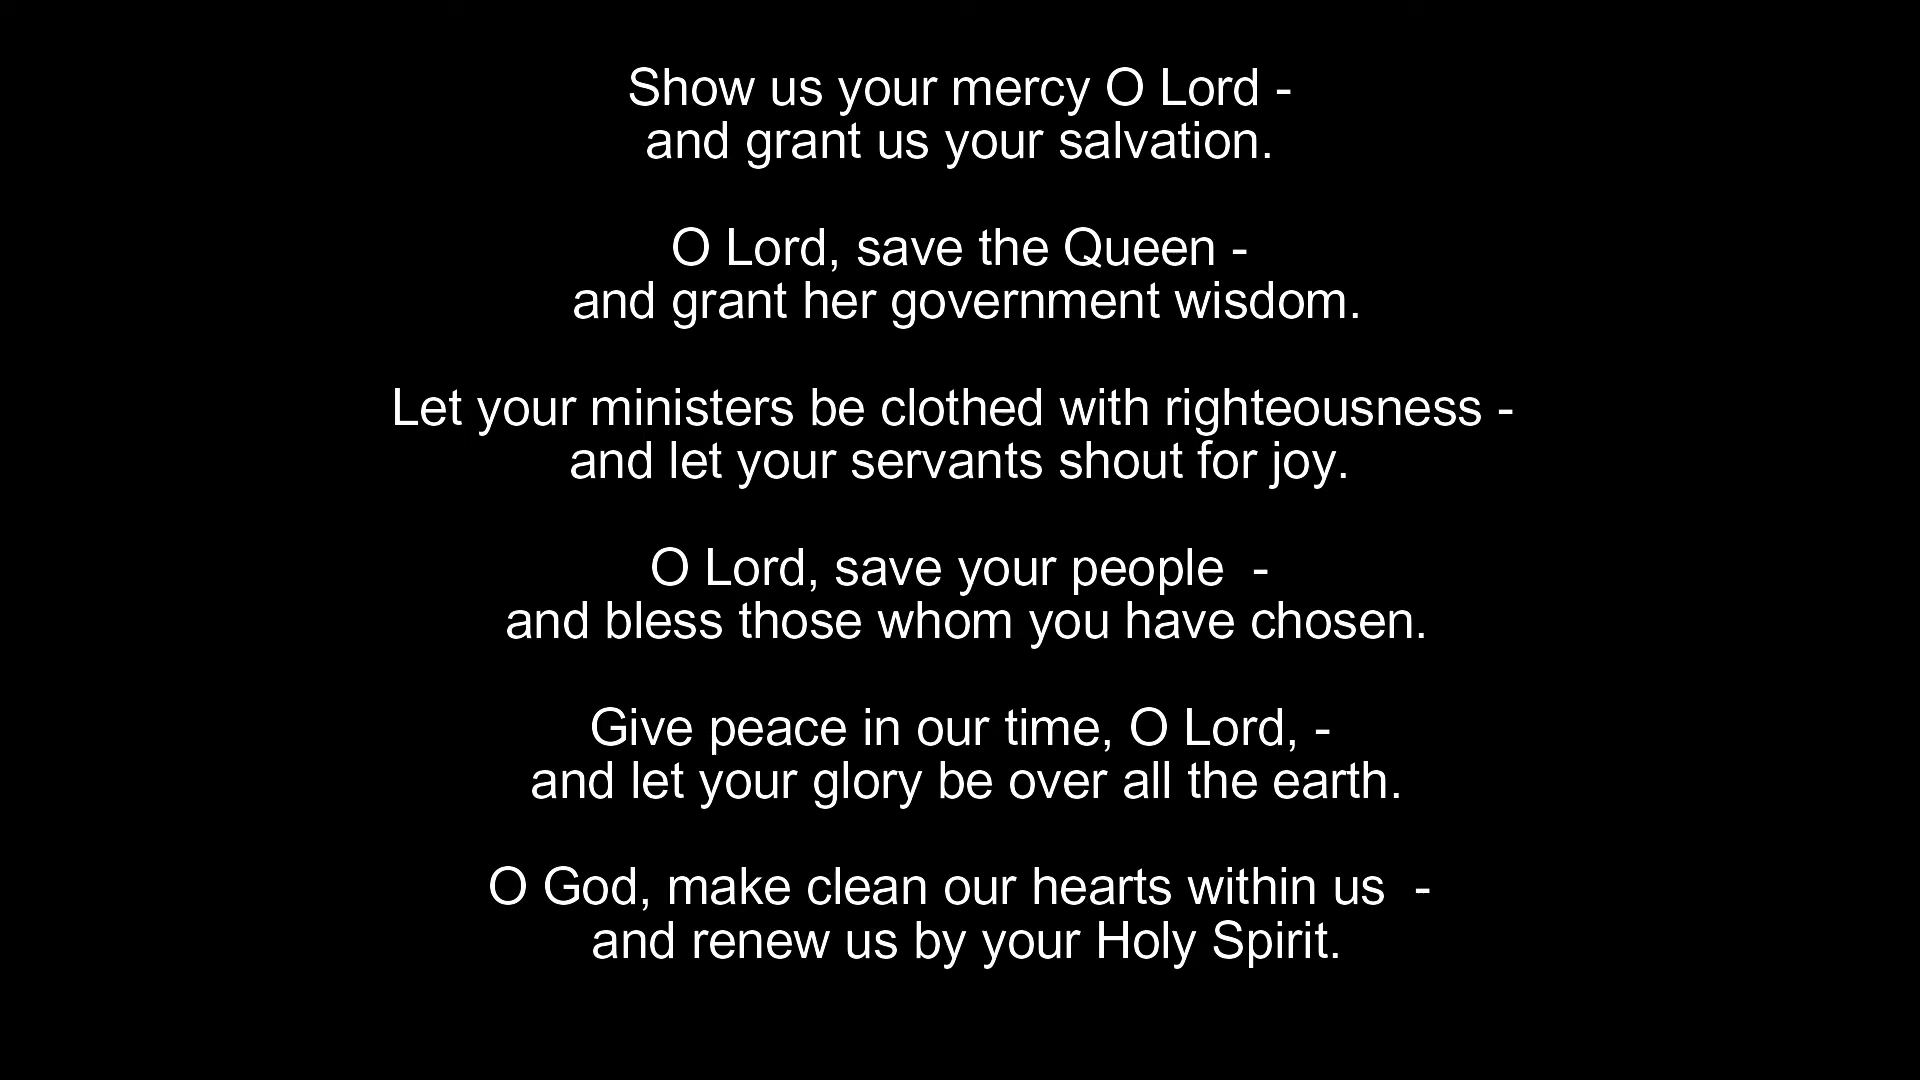 Show us your mercy O Lord -
and grant us your salvation.
O Lord, save the Queen -
and grant her government wisdom.
Let your ministers be clothed with righteousness -
and let your servants shout for joy.
O Lord, save your people  -
and bless those whom you have chosen.
Give peace in our time, O Lord, -
and let your glory be over all the earth.
O God, make clean our hearts within us  -
and renew us by your Holy Spirit.